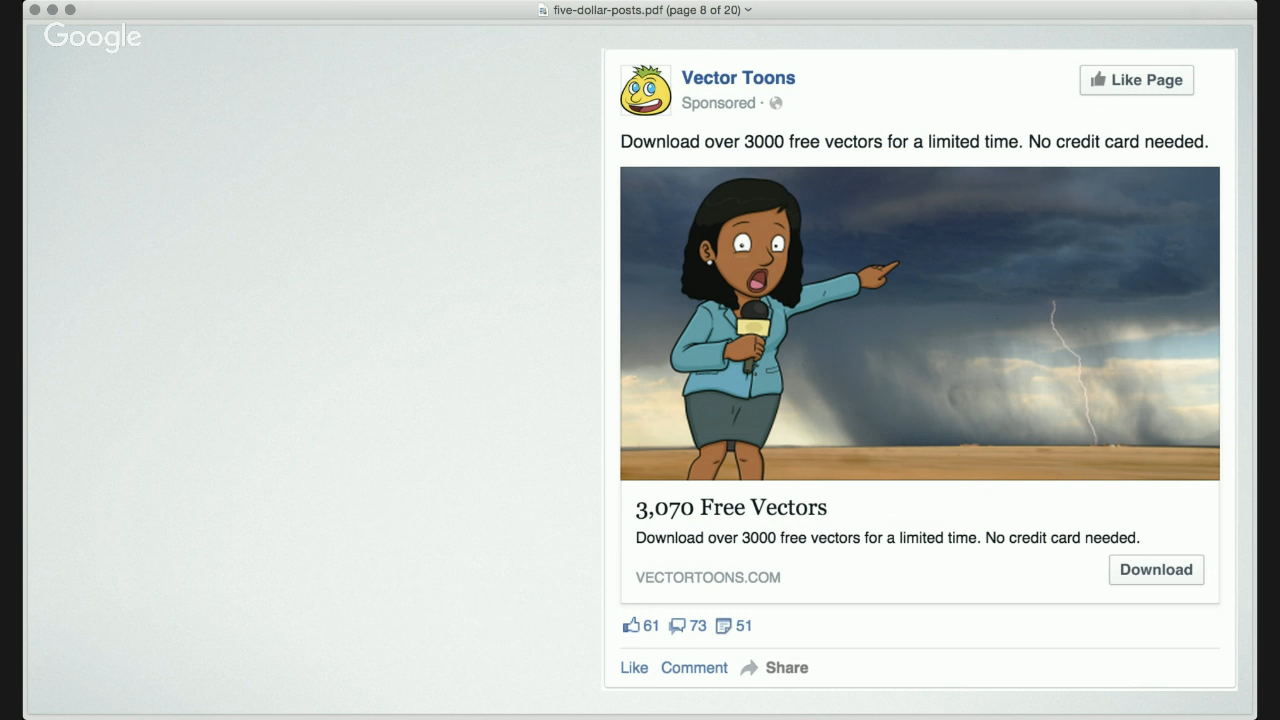 five-dollar-posts.pdf (page 8 of 20)
Google
Vector Toons
Like Page
Sponsored ·
Download over 3000 free vectors for a limited time. No credit card needed.
3,070 Free Vectors
Download over 3000 free vectors for a limited time. No credit card needed.
VECTORTOONS.COM
Download
61 73 51
Like Comment Share